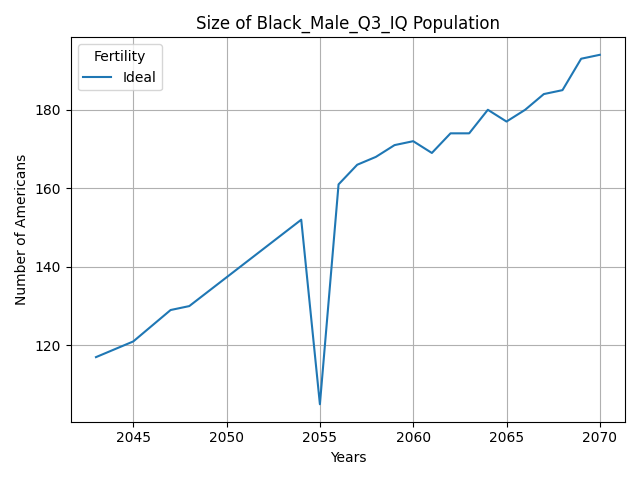 Size of Black_Male_Q3_IQ Population
Fertility
Ideal
Number of Americans
180
160
140
120
2045 2050 2055 2060 2065 2070
Years